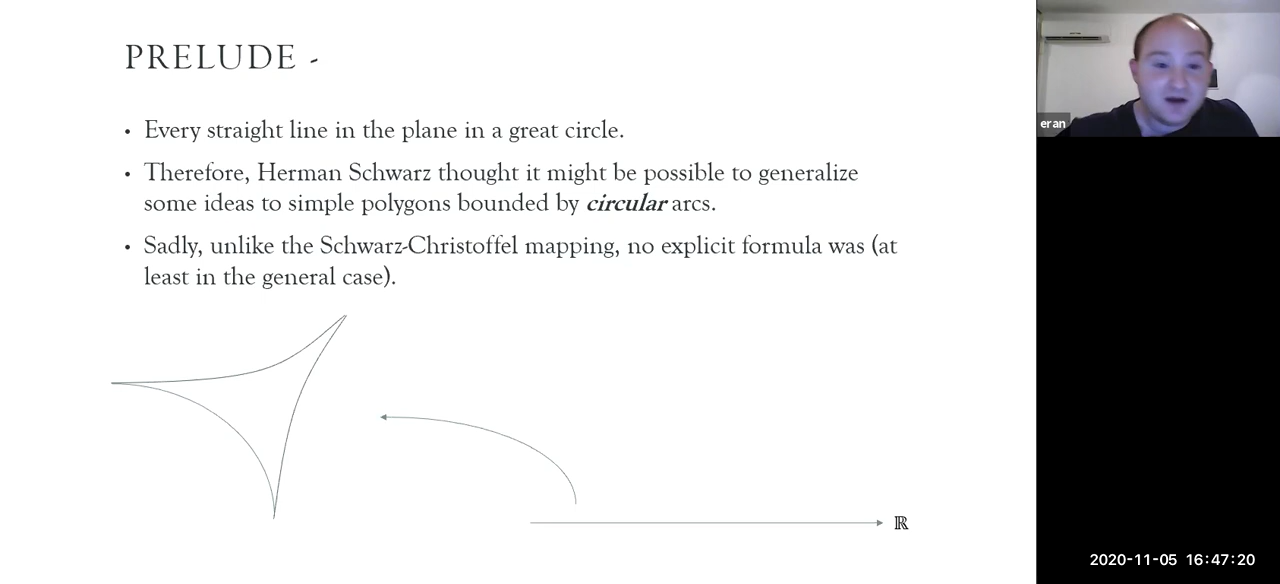 PRELUDE -
• Every straight line in the plane in a great circle.
• Therefore, Herman Schwarz thought it might be possible to generalize
some ideas to simple polygons bounded by circular arcs.
• Sadly, unlike the Schwarz-Christoffel mapping, no explicit formula was (at
least in the general case).
ℝ
eran
2020-11-05 16:47:20